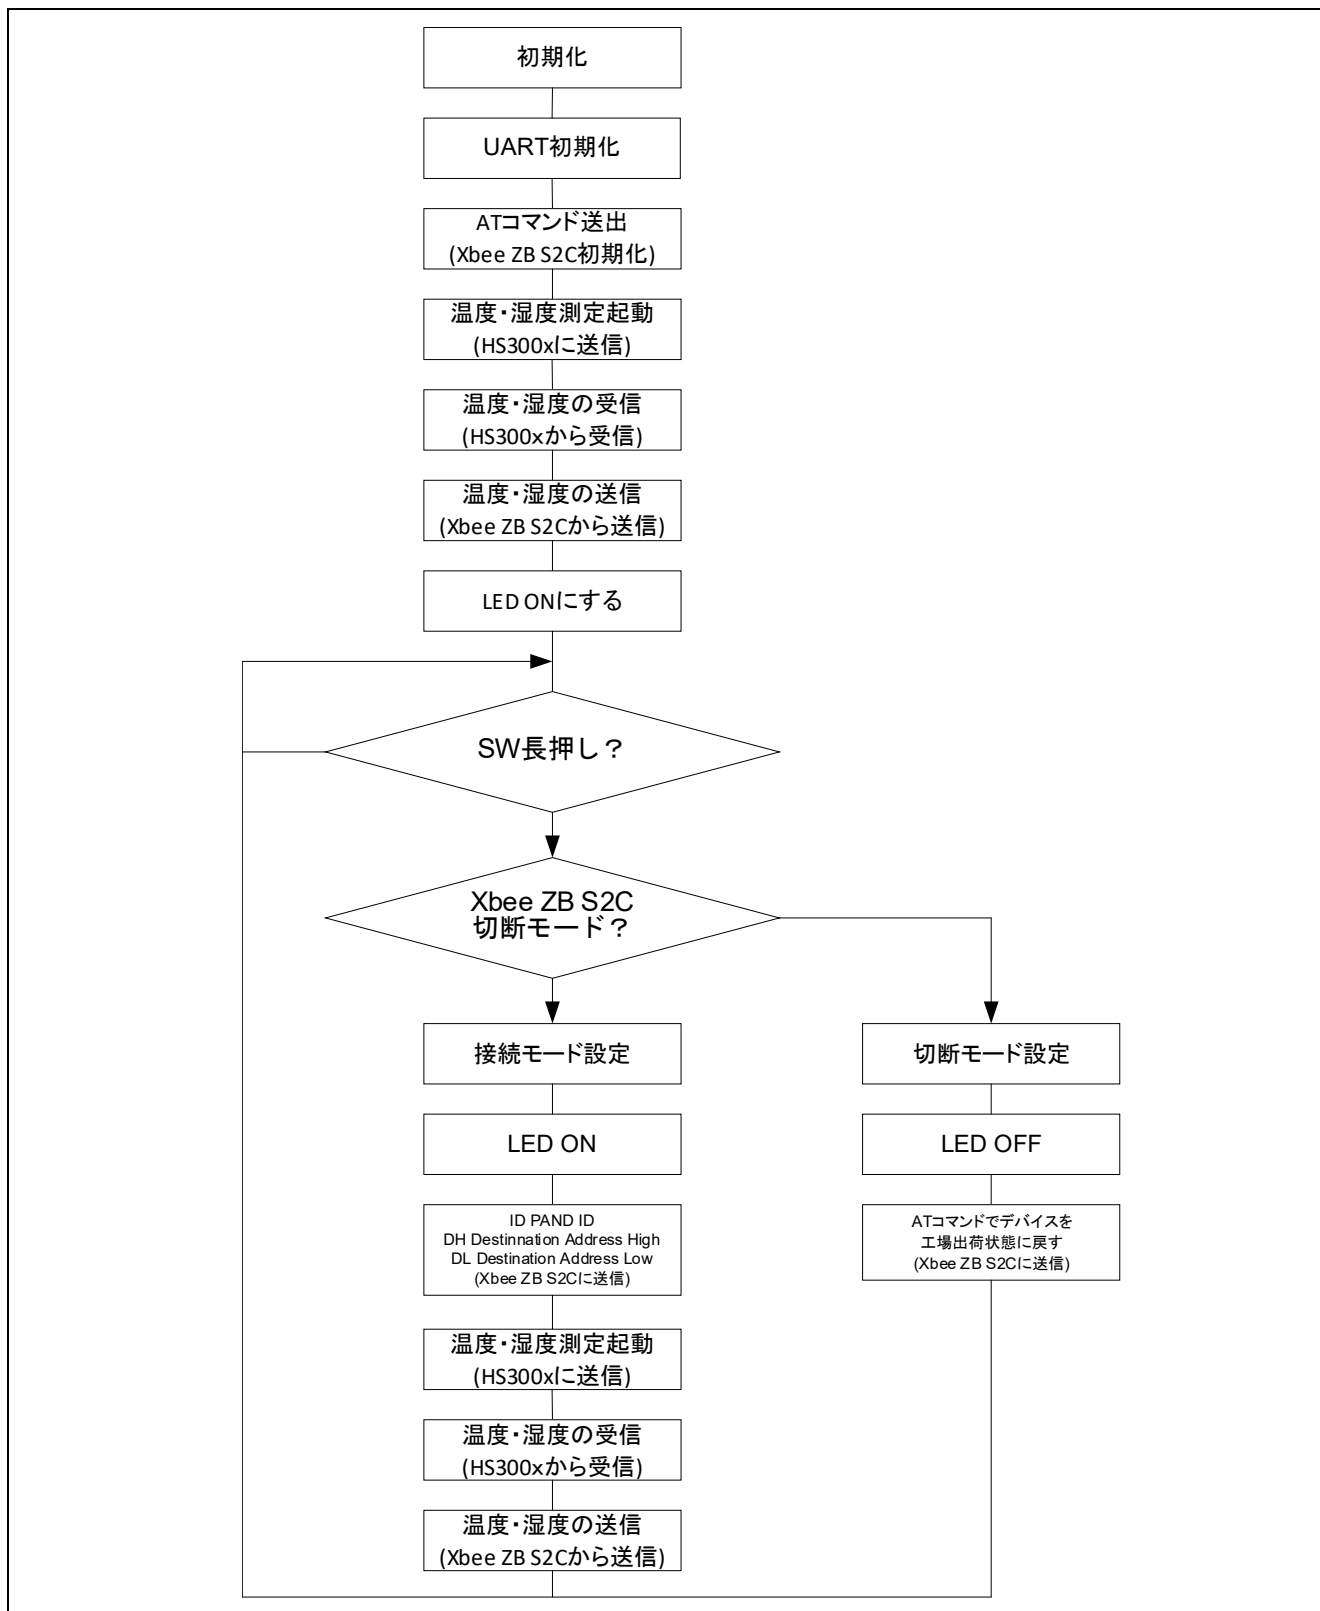 初期化
UART初期化
ATコマンド送出
(Xbee ZB S2C初期化)
温度・湿度測定起動
(HS300xに送信)
温度・湿度の受信
(HS300xから受信)
温度・湿度の送信
(Xbee ZB S2Cから送信)
LED ONにする
SW長押し？
Xbee ZB S2C
切断モード？
接続モード設定
切断モード設定
LED ON
LED OFF
ID PAND ID
DH Destinnation Address High
DL Destination Address Low
(Xbee ZB S2Cに送信)
ATコマンドでデバイスを
工場出荷状態に戻す
(Xbee ZB S2Cに送信)
温度・湿度測定起動
(HS300xに送信)
温度・湿度の受信
(HS300xから受信)
温度・湿度の送信
(Xbee ZB S2Cから送信)